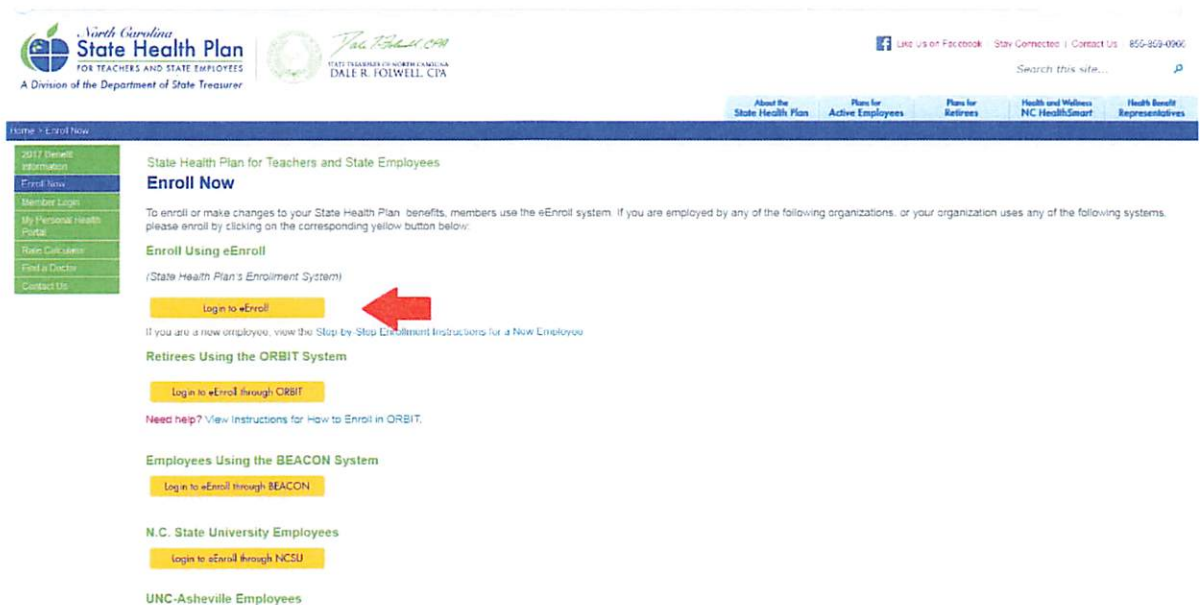 North Carolina
State Health Plan
FOR TEACHERS AND STATE EMPLOYEES
A Division of the Department of State Treasurer
STATE TREASURER OF NORTH CAROLINA
DALE R. FOLWELL, CPA
Like us on Facebook Stay Connected | Contact Us | 855-859-0966
Search this site...
About the State Health Plan
Plans for Active Employees
Plans for Retirees
Health and Wellness NC HealthSmart
Health Benefit Representatives
Home > Enroll Now
2017 Benefit Information
Enroll Now
Member Login
My Personal Health Portal
Rate Calculator
Find a Doctor
Contact Us
State Health Plan for Teachers and State Employees
Enroll Now
To enroll or make changes to your State Health Plan benefits, members use the eEnroll system. If you are employed by any of the following organizations, or your organization uses any of the following systems,
please enroll by clicking on the corresponding yellow button below:
Enroll Using eEnroll
(State Health Plan's Enrollment System)
Login to eEnroll
If you are a new employee, view the Step-by-Step Enrollment Instructions for a New Employee
Retirees Using the ORBIT System
Login to eEnroll through ORBIT
Need help? View Instructions for How to Enroll in ORBIT.
Employees Using the BEACON System
Login to eEnroll through BEACON
N.C. State University Employees
Login to eEnroll through NCSU
UNC-Asheville Employees